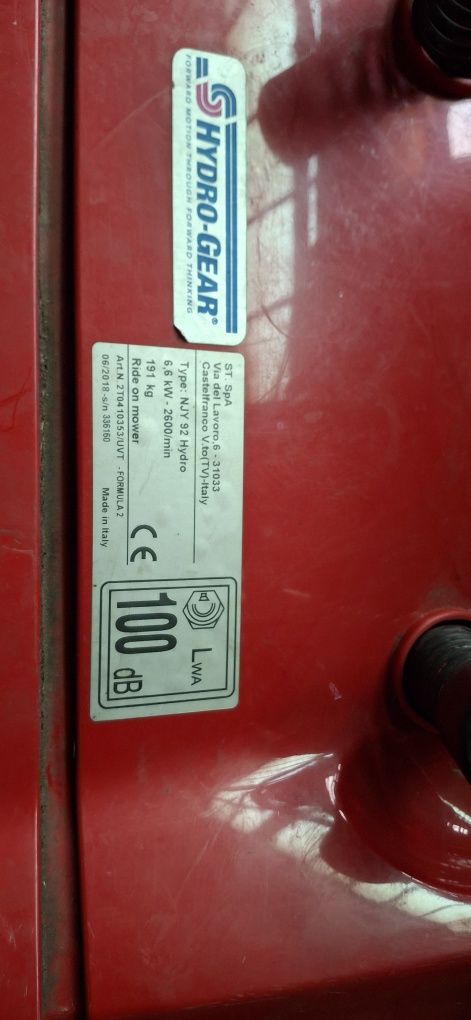 HYDRO-GEAR®
FORWARD MOTION THROUGH FORWARD THINKING
ST. SpA
Via del Lavoro,6 - 31033
Castelfranco V.to(TV)-Italy
Type: NJY 92 Hydro
6,6 kW - 2600/min
191 kg
Ride on mower
Art.N. 2T0410353/UVT - FORMULA 2
06/2018 -s/n 336160 Made in Italy
CE
LWA
100 dB